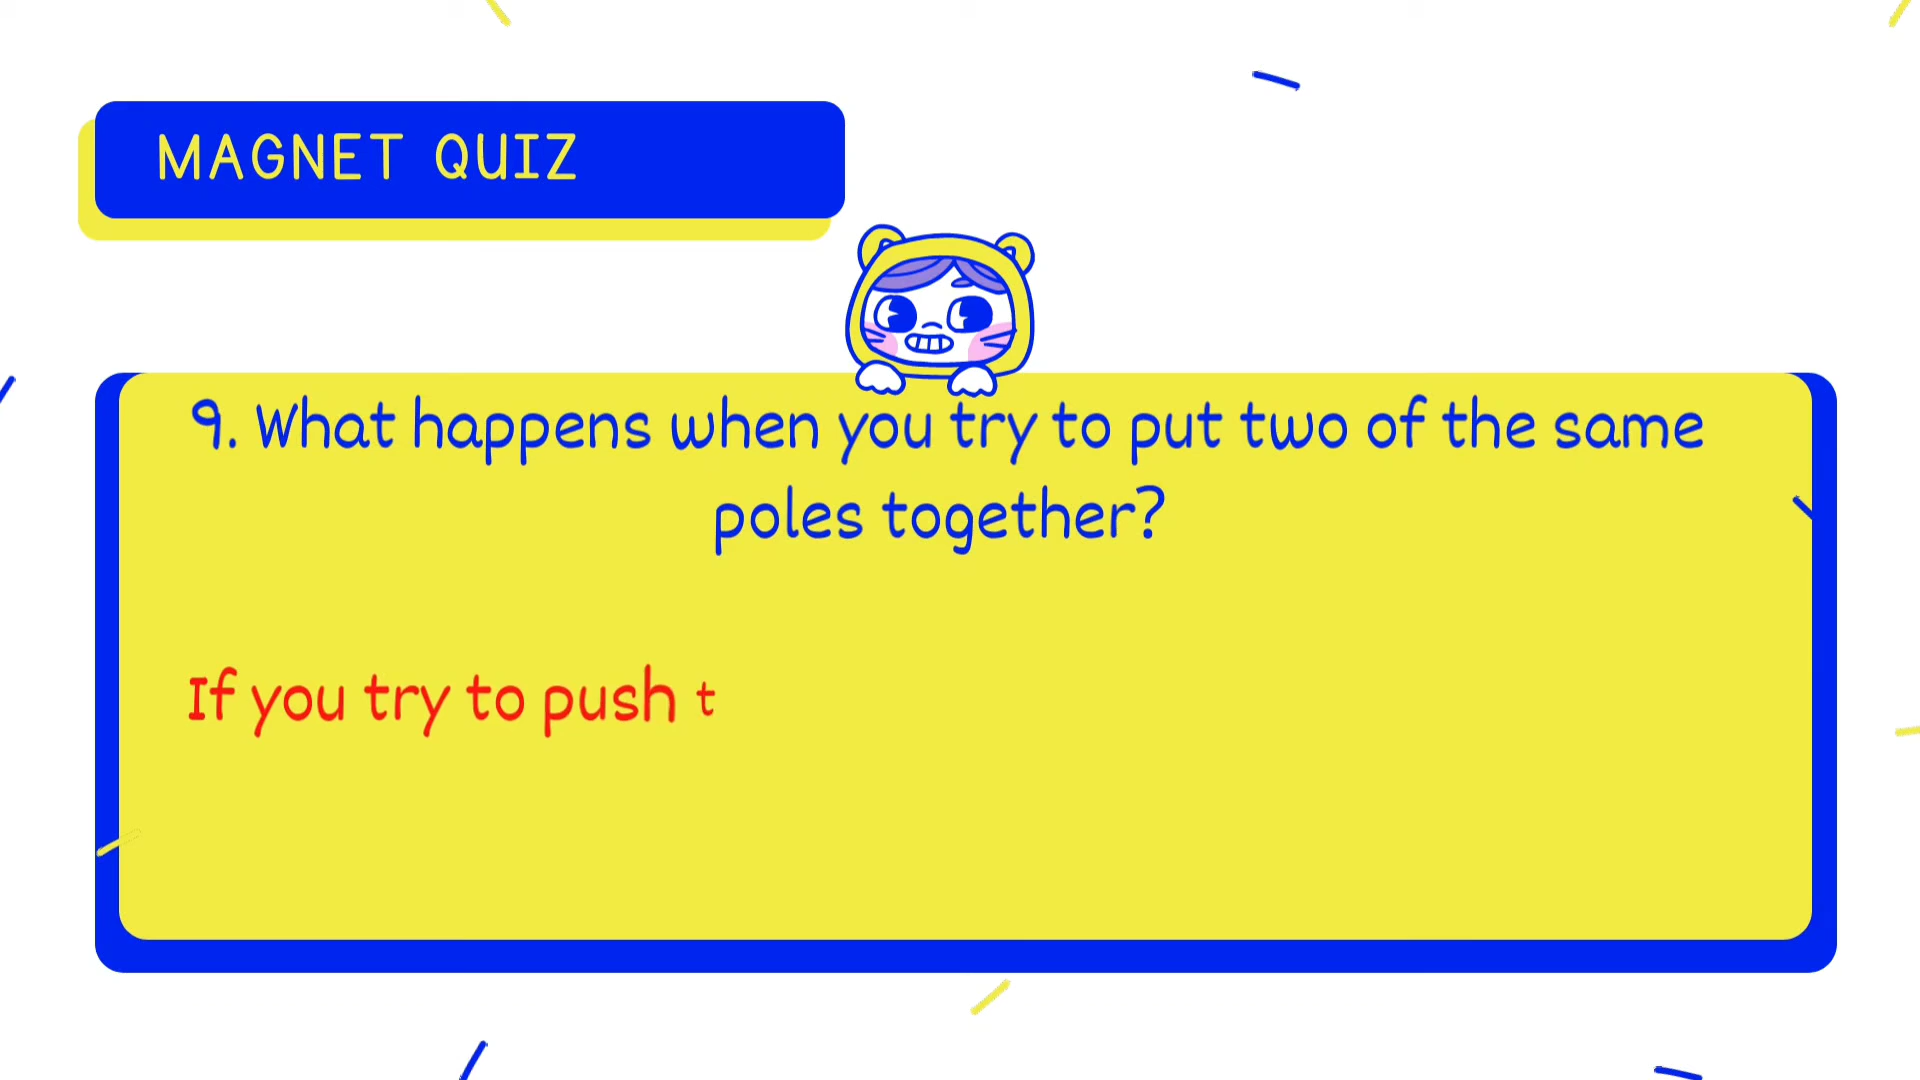 MAGNET QUIZ
9. What happens when you try to put two of the same
poles together?
If you try to push t